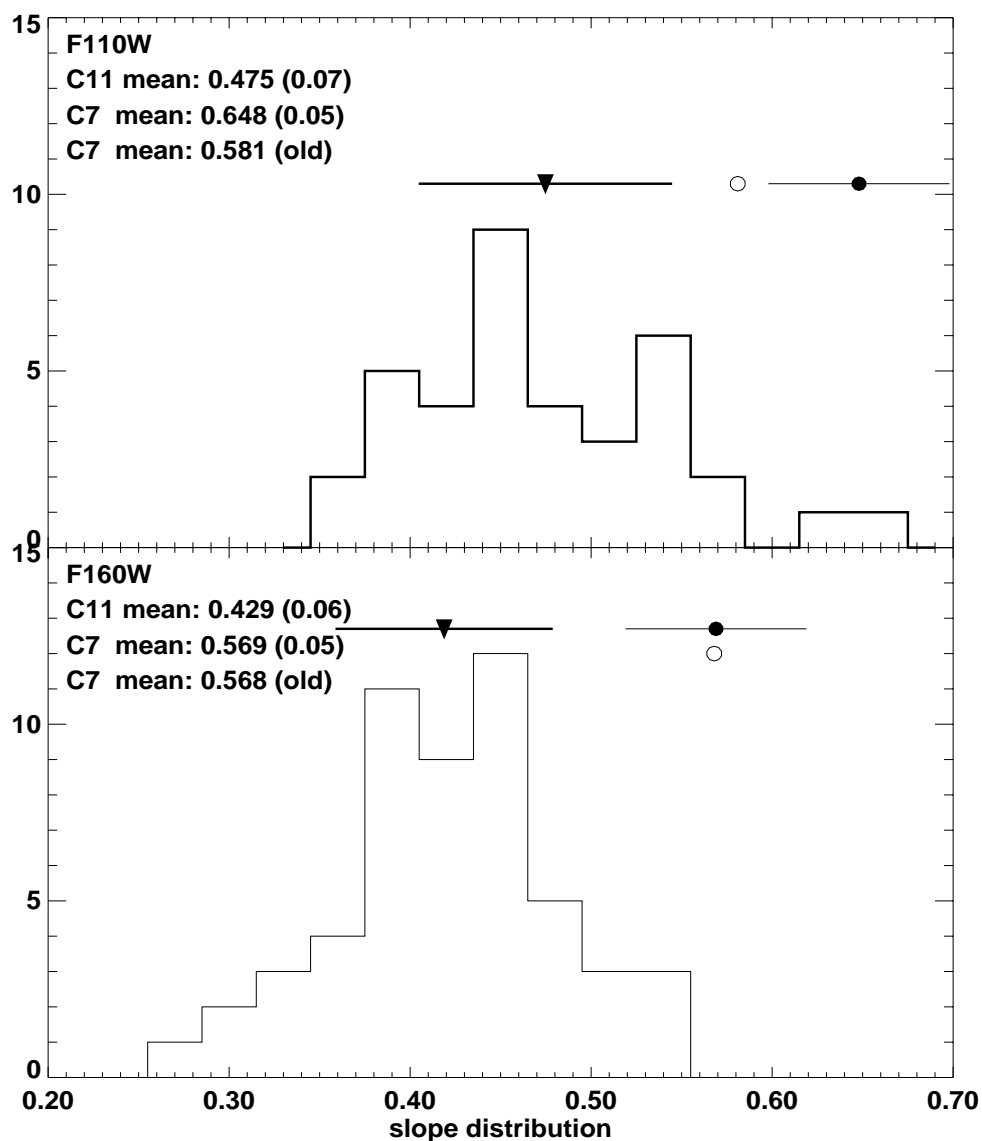 15
F110W
C11 mean: 0.475 (0.07)
C7 mean: 0.648 (0.05)
C7 mean: 0.581 (old)
10
5
0
15
F160W
C11 mean: 0.429 (0.06)
C7 mean: 0.569 (0.05)
C7 mean: 0.568 (old)
10
5
0
0.20 0.30 0.40 0.50 0.60 0.70
slope distribution